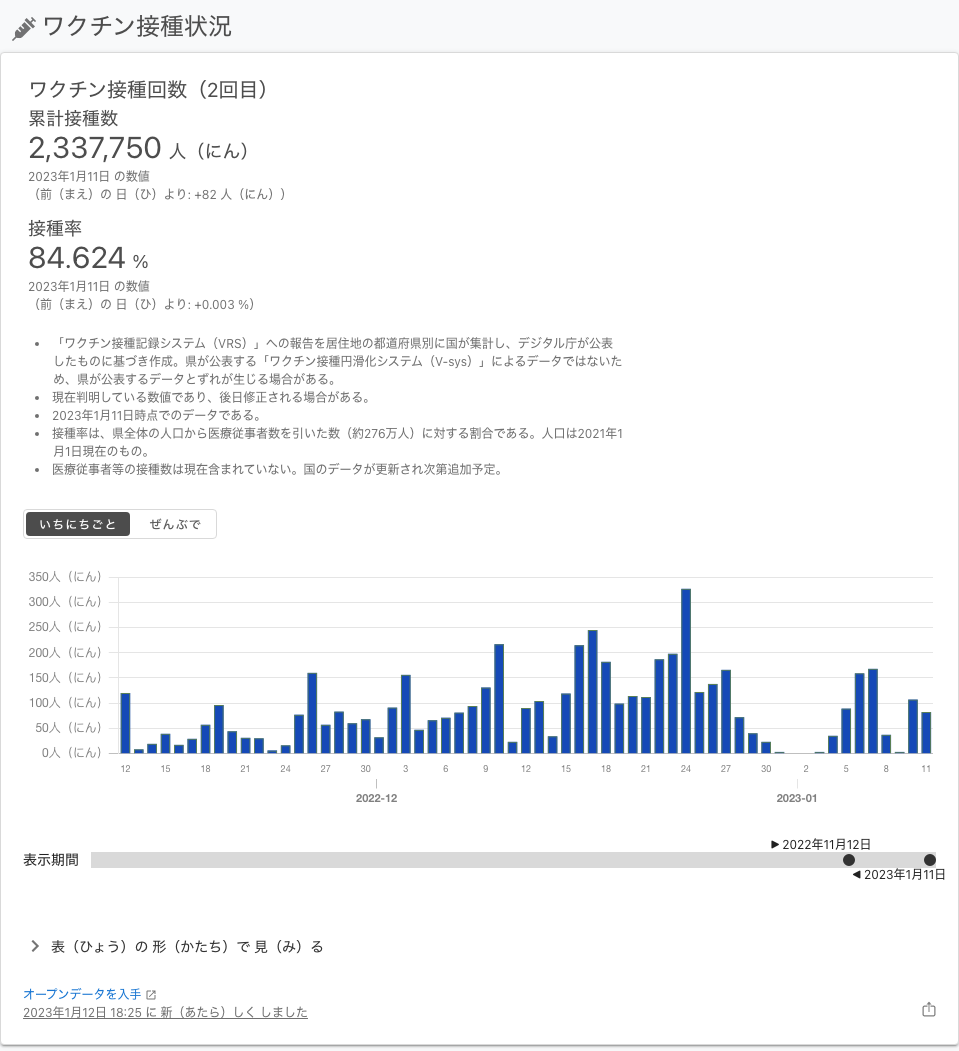 ワクチン接種状況
ワクチン接種回数（2回目）
累計接種数
2,337,750 人（にん）
2023年1月11日 の数値
（前（まえ）の 日（ひ）より: +82 人（にん））
接種率
84.624 %
2023年1月11日 の数値
（前（まえ）の 日（ひ）より: +0.003 %）
• 「ワクチン接種記録システム（VRS）」への報告を居住地の都道府県別に国が集計し、デジタル庁が公表
したものに基づき作成。県が公表する「ワクチン接種円滑化システム（V-sys）」によるデータではないた
め、県が公表するデータとずれが生じる場合がある。
• 現在判明している数値であり、後日修正される場合がある。
• 2023年1月11日時点でのデータである。
• 接種率は、県全体の人口から医療従事者数を引いた数（約276万人）に対する割合である。人口は2021年1
月1日現在のもの。
• 医療従事者等の接種数は現在含まれていない。国のデータが更新され次第追加予定。
いちにちごと ぜんぶで
350人（にん）
300人（にん）
250人（にん）
200人（にん）
150人（にん）
100人（にん）
50人（にん）
0人（にん）
12 15 18 21 24 27 30 3 6 9 12 15 18 21 24 27 30 2 5 8 11
2022-12 2023-01
▶ 2022年11月12日
表示期間
◀ 2023年1月11日
表（ひょう）の 形（かたち）で 見（み）る
オープンデータを入手
2023年1月12日 18:25 に 新（あたら）しく しました